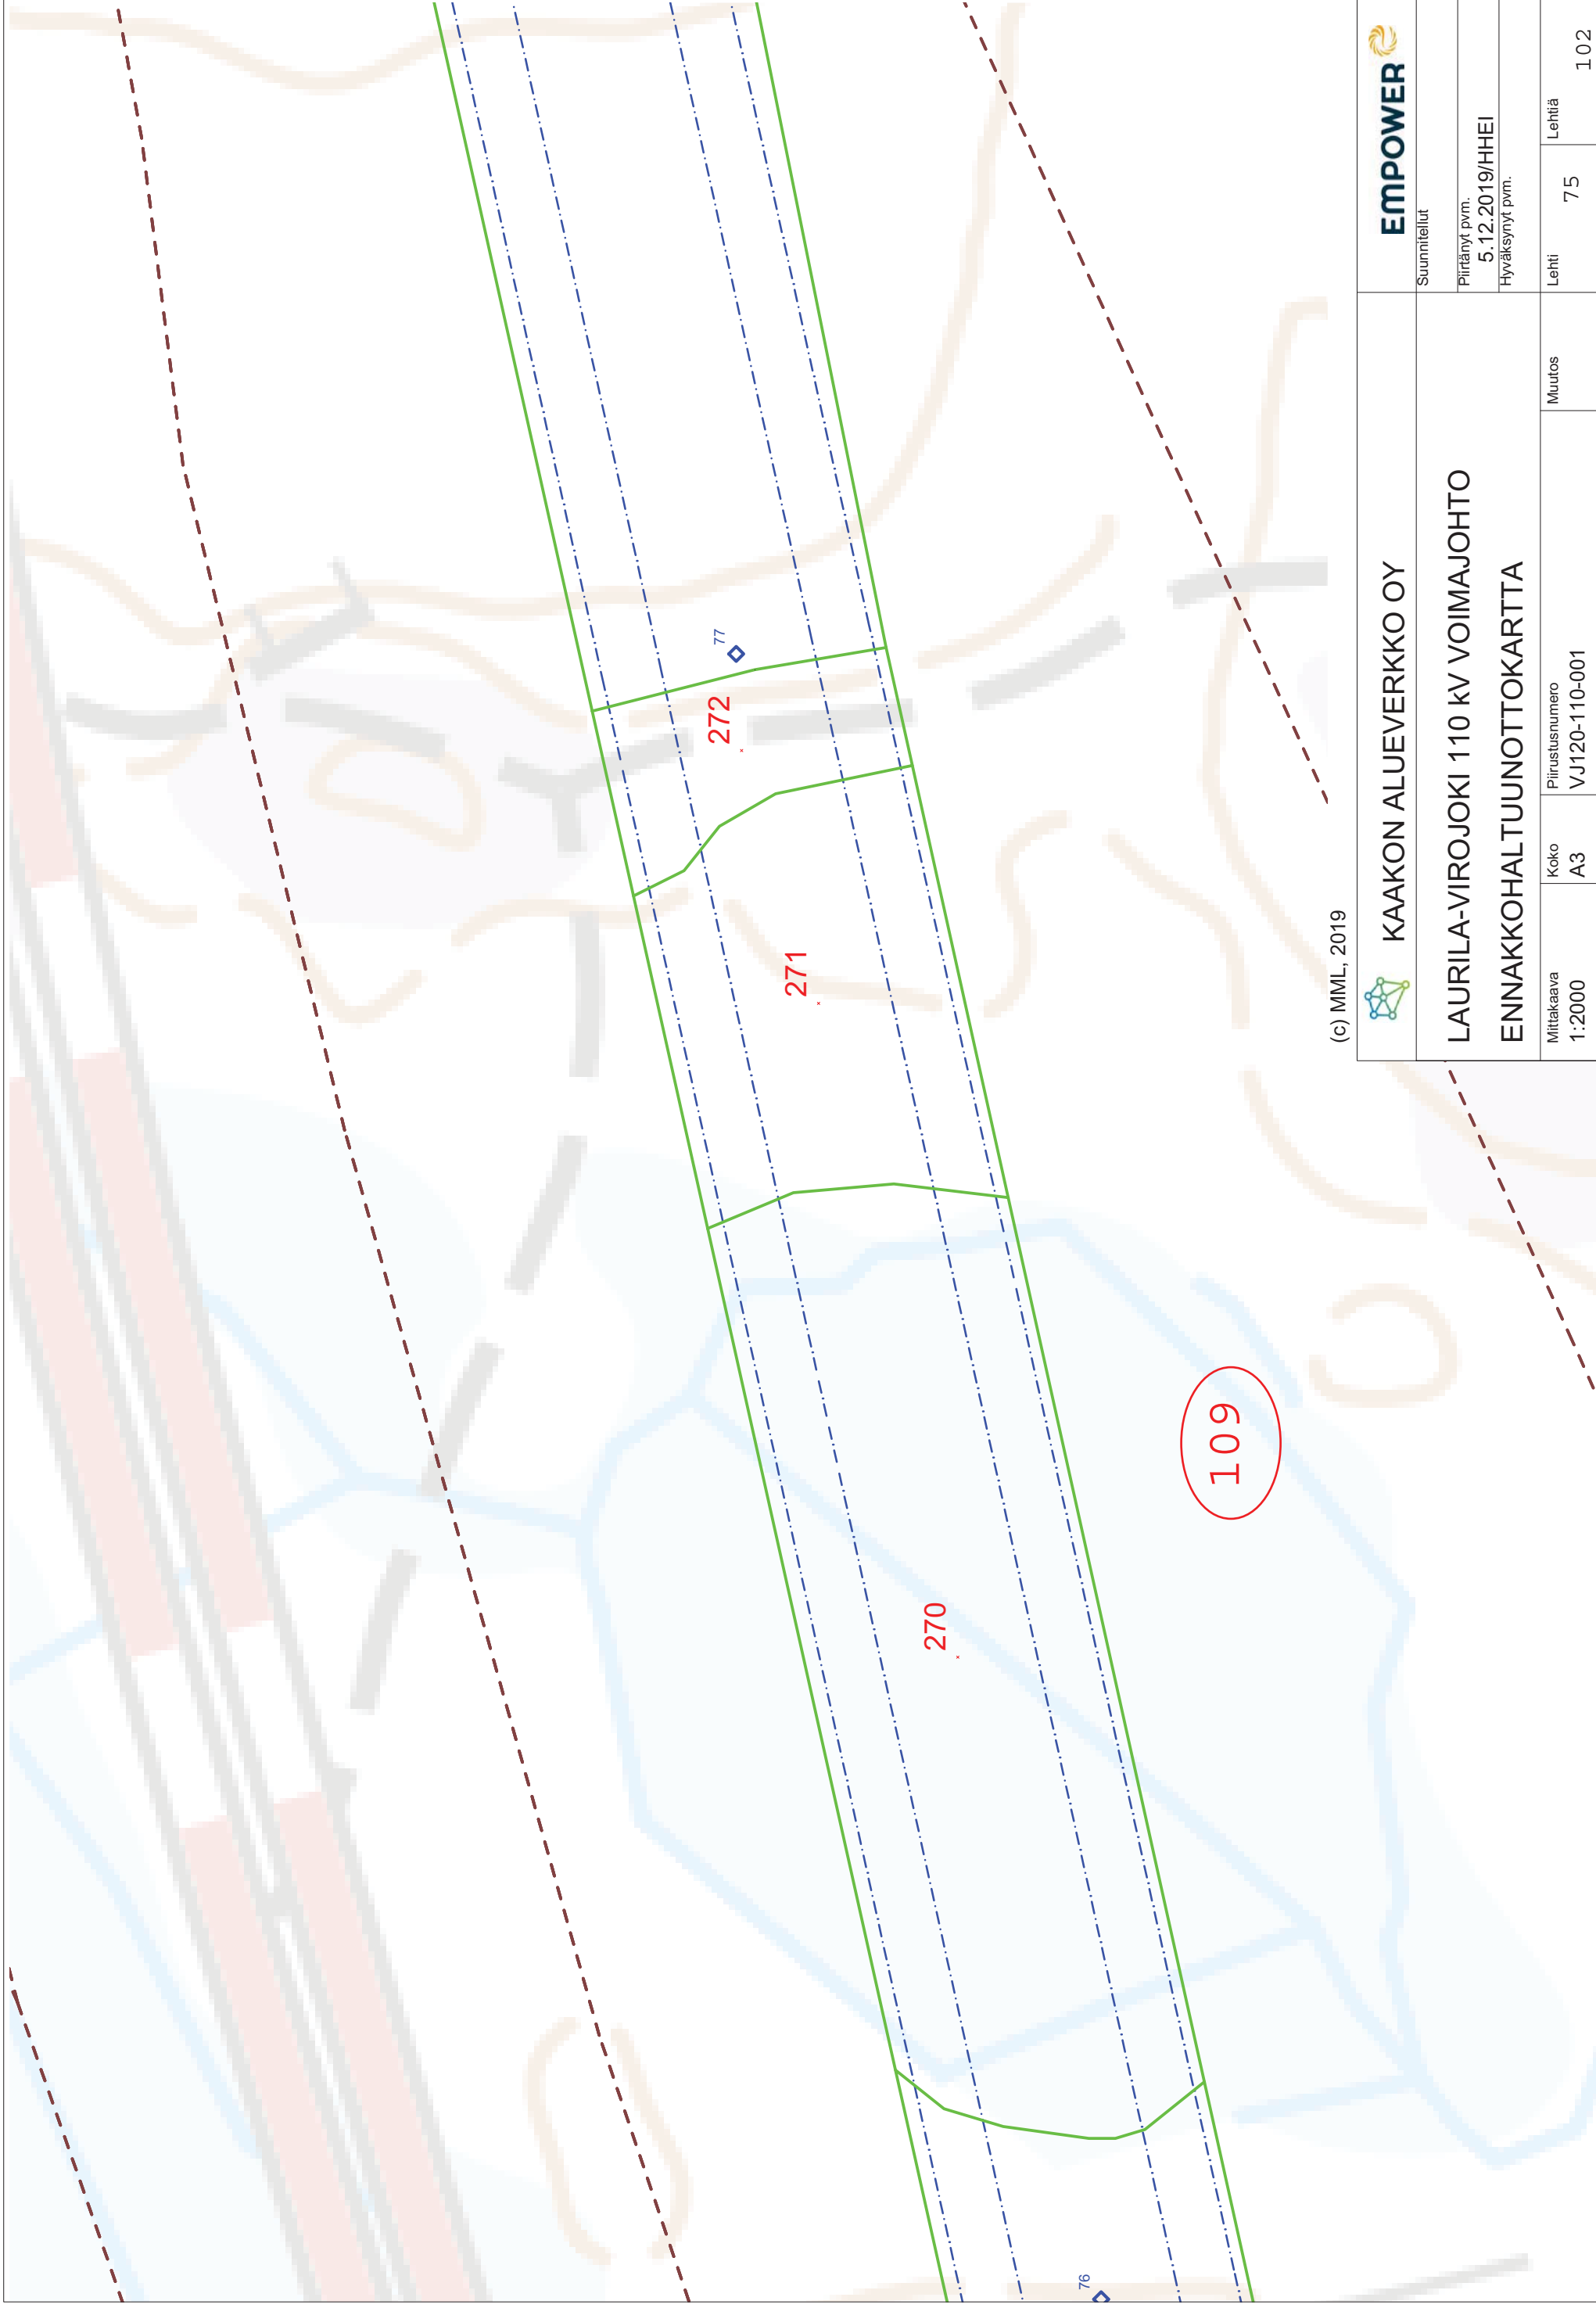 76
270
109
271
272
77
(c) MML, 2019
KAAKON ALUEVERKKO OY
EMPOWER
LAURILA-VIROJOKI 110 kV VOIMAJOHTO
ENNAKKOHALTUUNOTTOKARTTA
Suunnitellut
Piirtänyt pvm.
5.12.2019/HHEI
Hyväksynyt pvm.
Mittakaava
1:2000
Koko
A3
Piirustusnumero
VJ120-110-001
Muutos
Lehti
75
Lehtiä
102